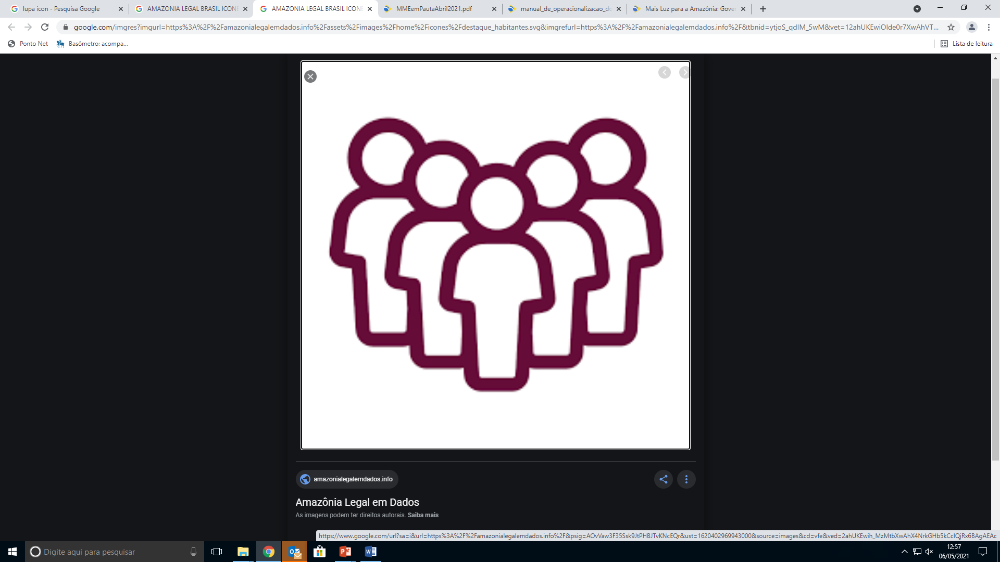 lupa icon - Pesquisa Google
AMAZONIA LEGAL BRASIL ICONE
AMAZONIA LEGAL BRASIL ICONE
MMEemPautaAbril2021.pdf
manual_de_operacionalizacao_do
Mais Luz para a Amazônia: Gover
google.com/imgres?imgurl=https%3A%2F%2Famazonialegalemdados.info%2Fassets%2Fimages%2Fhome%2Ficones%2Fdestaque_habitantes.svg&imgrefurl=https%3A%2F%2Famazonialegalemdados.info%2F&tbnid=ytjoS_qdIM_5wM&vet=12ahUKEwiOlde0r7XwAhVT...
Ponto Net
Basômetro: acompa...
Lista de leitura
amazonialegalemdados.info
Amazônia Legal em Dados
As imagens podem ter direitos autorais. Saiba mais
https://www.google.com/url?sa=i&url=https%3A%2F%2Famazonialegalemdados.info%2F&psig=AOvVaw3F35Ssk9JtPHBJTvKNcEQr&ust=1620402969943000&source=images&cd=vfe&ved=2ahUKEwih_MzMtbXwAhX4NrkGHb5kCcIQjRx6BAgAEAc
Digite aqui para pesquisar
12:57
06/05/2021